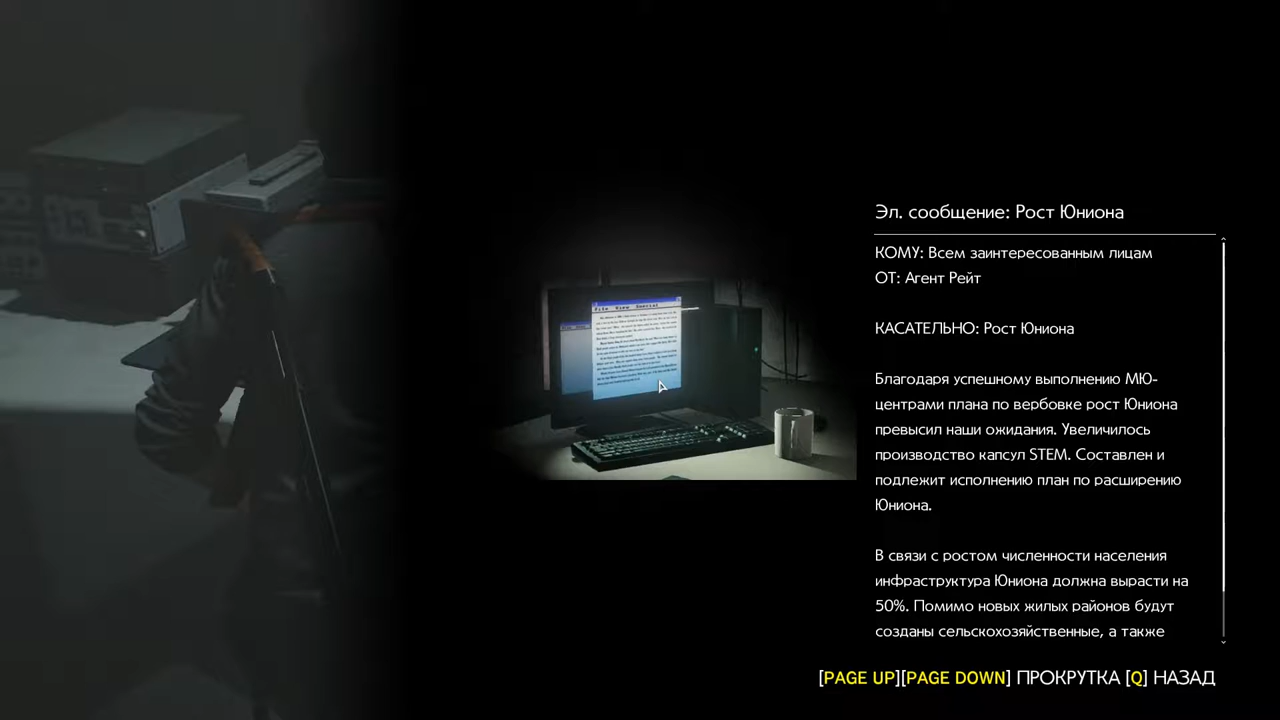 Эл. сообщение: Рост Юниона
КОМУ: Всем заинтересованным лицам
ОТ: Агент Рейт
КАСАТЕЛЬНО: Рост Юниона
Благодаря успешному выполнению МЮ-
центрами плана по вербовке рост Юниона
превысил наши ожидания. Увеличилось
производство капсул STEM. Составлен и
подлежит исполнению план по расширению
Юниона.
В связи с ростом численности населения
инфраструктура Юниона должна вырасти на
50%. Помимо новых жилых районов будут
созданы сельскохозяйственные, а также
[PAGE UP][PAGE DOWN] ПРОКРУТКА [Q] НАЗАД